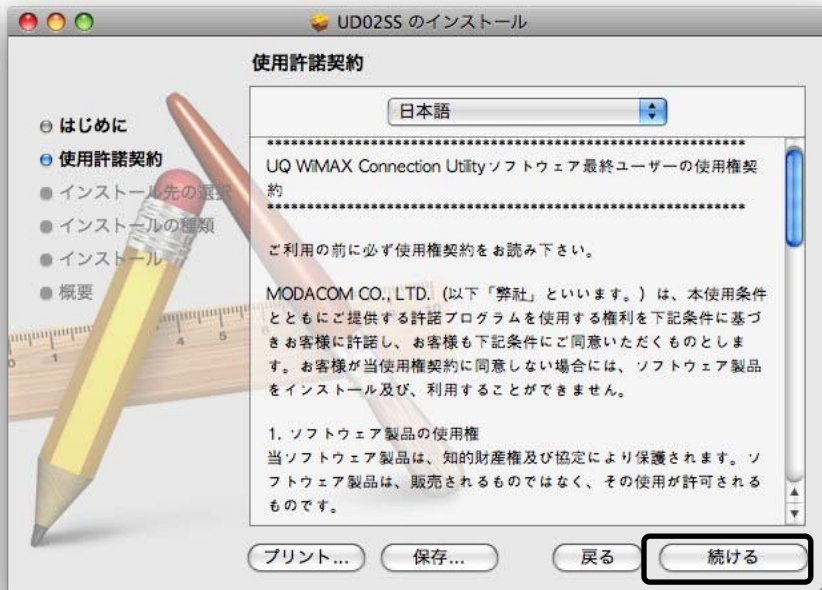 UD02SS のインストール
使用許諾契約
はじめに
使用許諾契約
インストール先の選択
インストールの種類
インストール
概要
日本語
************************************************************
UQ WiMAX Connection Utilityソフトウェア最終ユーザーの使用権契
約
************************************************************
ご利用の前に必ず使用権契約をお読み下さい。
MODACOM CO., LTD.（以下「弊社」といいます。）は、本使用条件
とともにご提供する許諾プログラムを使用する権利を下記条件に基づ
きお客様に許諾し、お客様も下記条件にご同意いただくものとしま
す。お客様が当使用権契約に同意しない場合には、ソフトウェア製品
をインストール及び、利用することができません。
1. ソフトウェア製品の使用権
当ソフトウェア製品は、知的財産権及び協定により保護されます。ソ
フトウェア製品は、販売されるものではなく、その使用が許可される
ものです。
プリント... 保存... 戻る 続ける